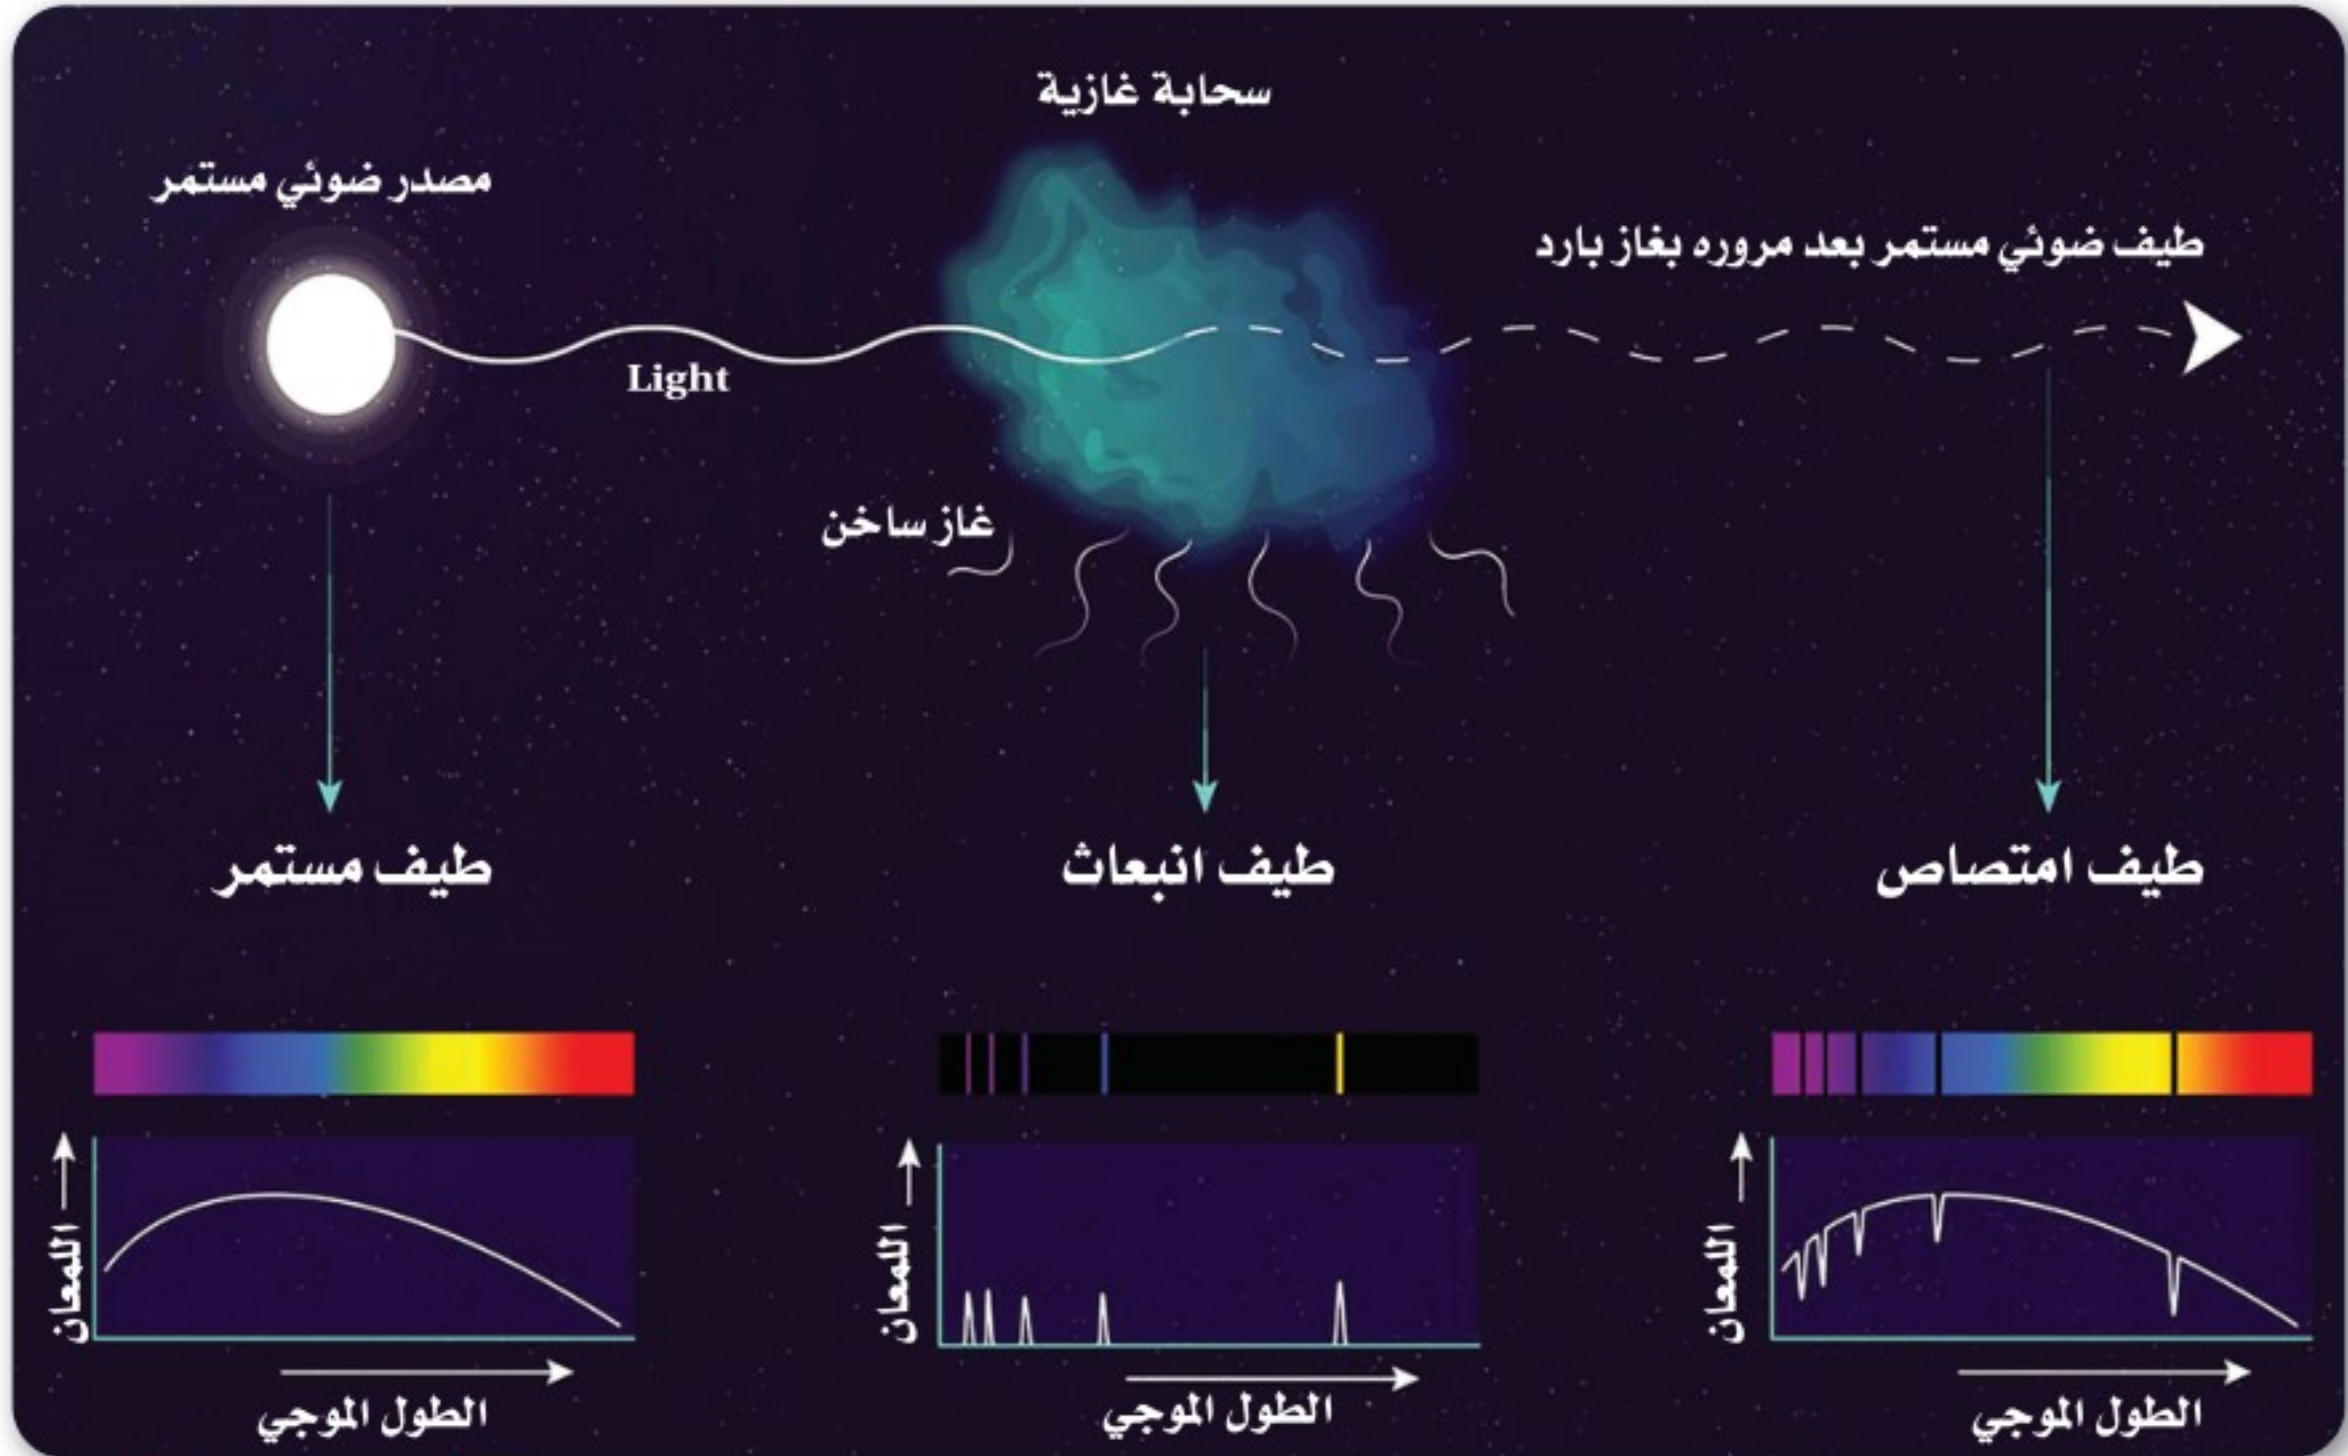 سحابة غازية
مصدر ضوئي مستمر
طيف ضوئي مستمر بعد مروره بغاز بارد
Light
غاز ساخن
طيف مستمر
طيف انبعاث
طيف امتصاص
اللمعان
الطول الموجي
اللمعان
الطول الموجي
اللمعان
الطول الموجي